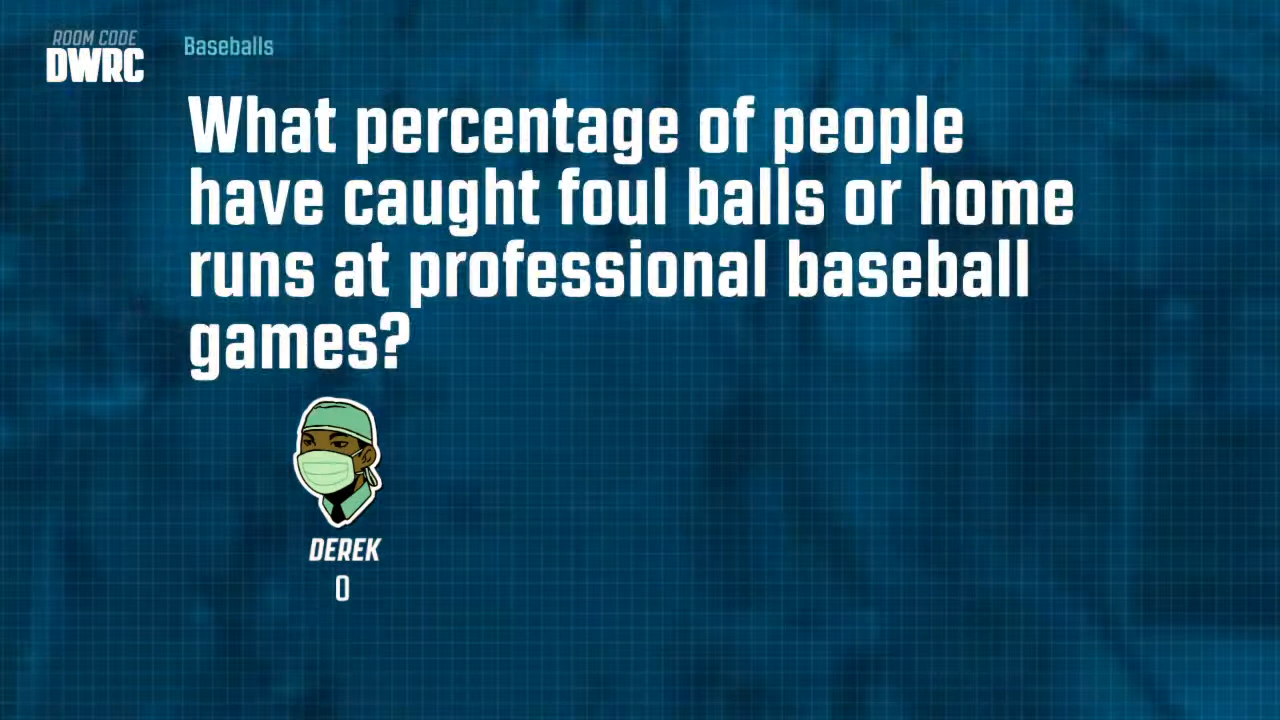 ROOM CODE
DWRC
Baseballs
What percentage of people
have caught foul balls or home
runs at professional baseball
games?
DEREK
0